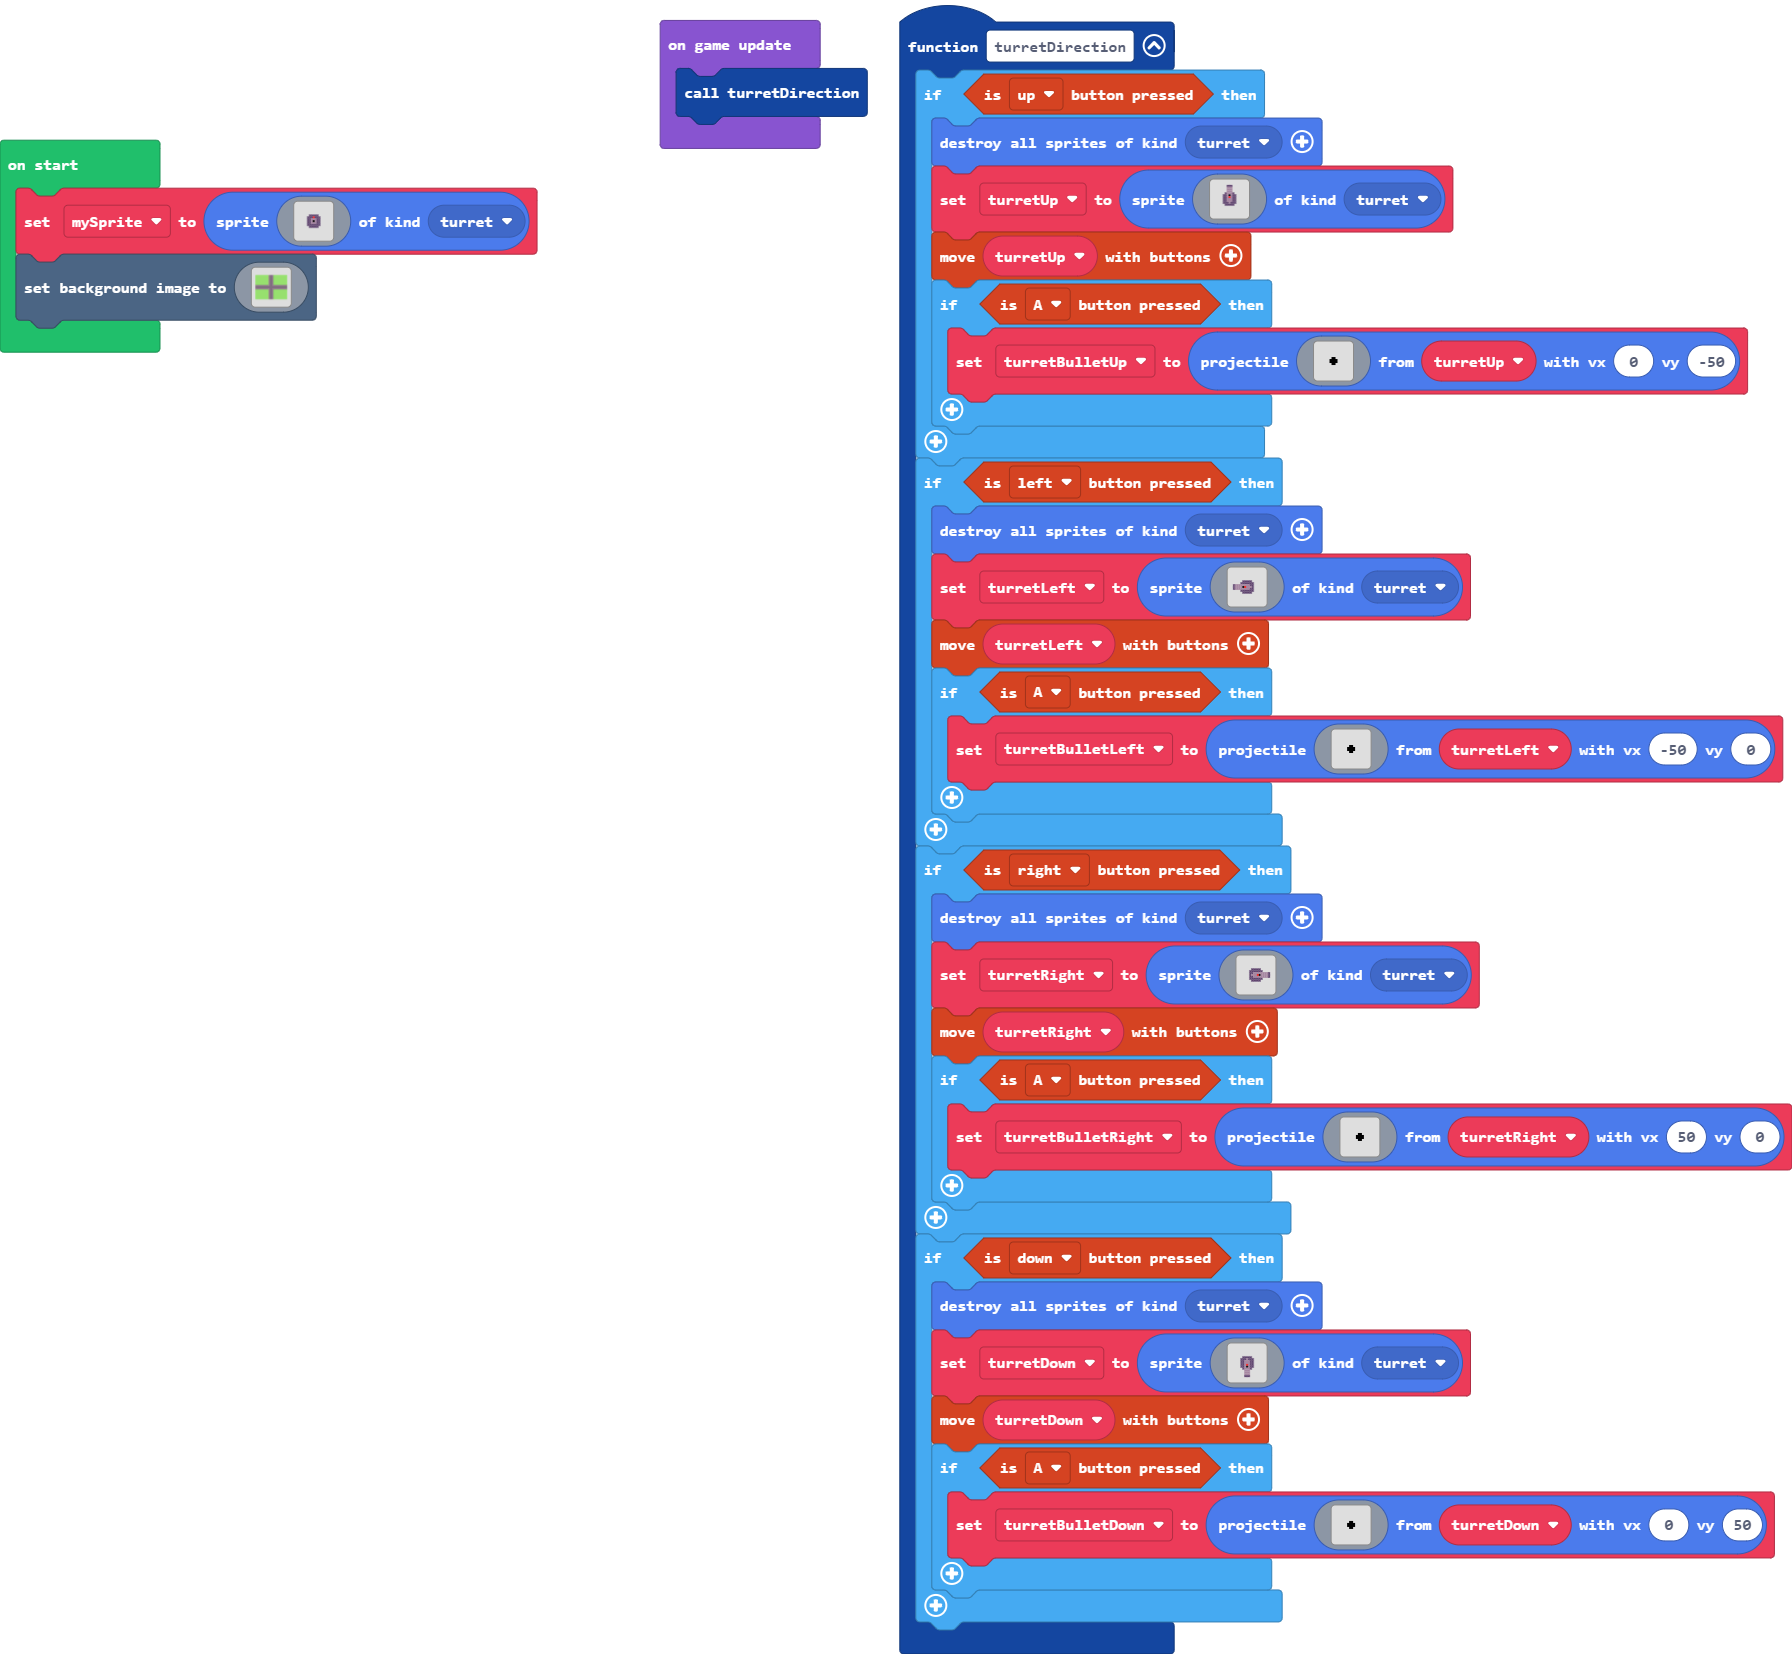 on start
set mySprite to sprite of kind turret
set background image to
on game update
call turretDirection
function turretDirection
if is up button pressed then
destroy all sprites of kind turret
set turretUp to sprite of kind turret
move turretUp with buttons
if is A button pressed then
set turretBulletUp to projectile from turretUp with vx 0 vy -50
if is left button pressed then
destroy all sprites of kind turret
set turretLeft to sprite of kind turret
move turretLeft with buttons
if is A button pressed then
set turretBulletLeft to projectile from turretLeft with vx -50 vy 0
if is right button pressed then
destroy all sprites of kind turret
set turretRight to sprite of kind turret
move turretRight with buttons
if is A button pressed then
set turretBulletRight to projectile from turretRight with vx 50 vy 0
if is down button pressed then
destroy all sprites of kind turret
set turretDown to sprite of kind turret
move turretDown with buttons
if is A button pressed then
set turretBulletDown to projectile from turretDown with vx 0 vy 50